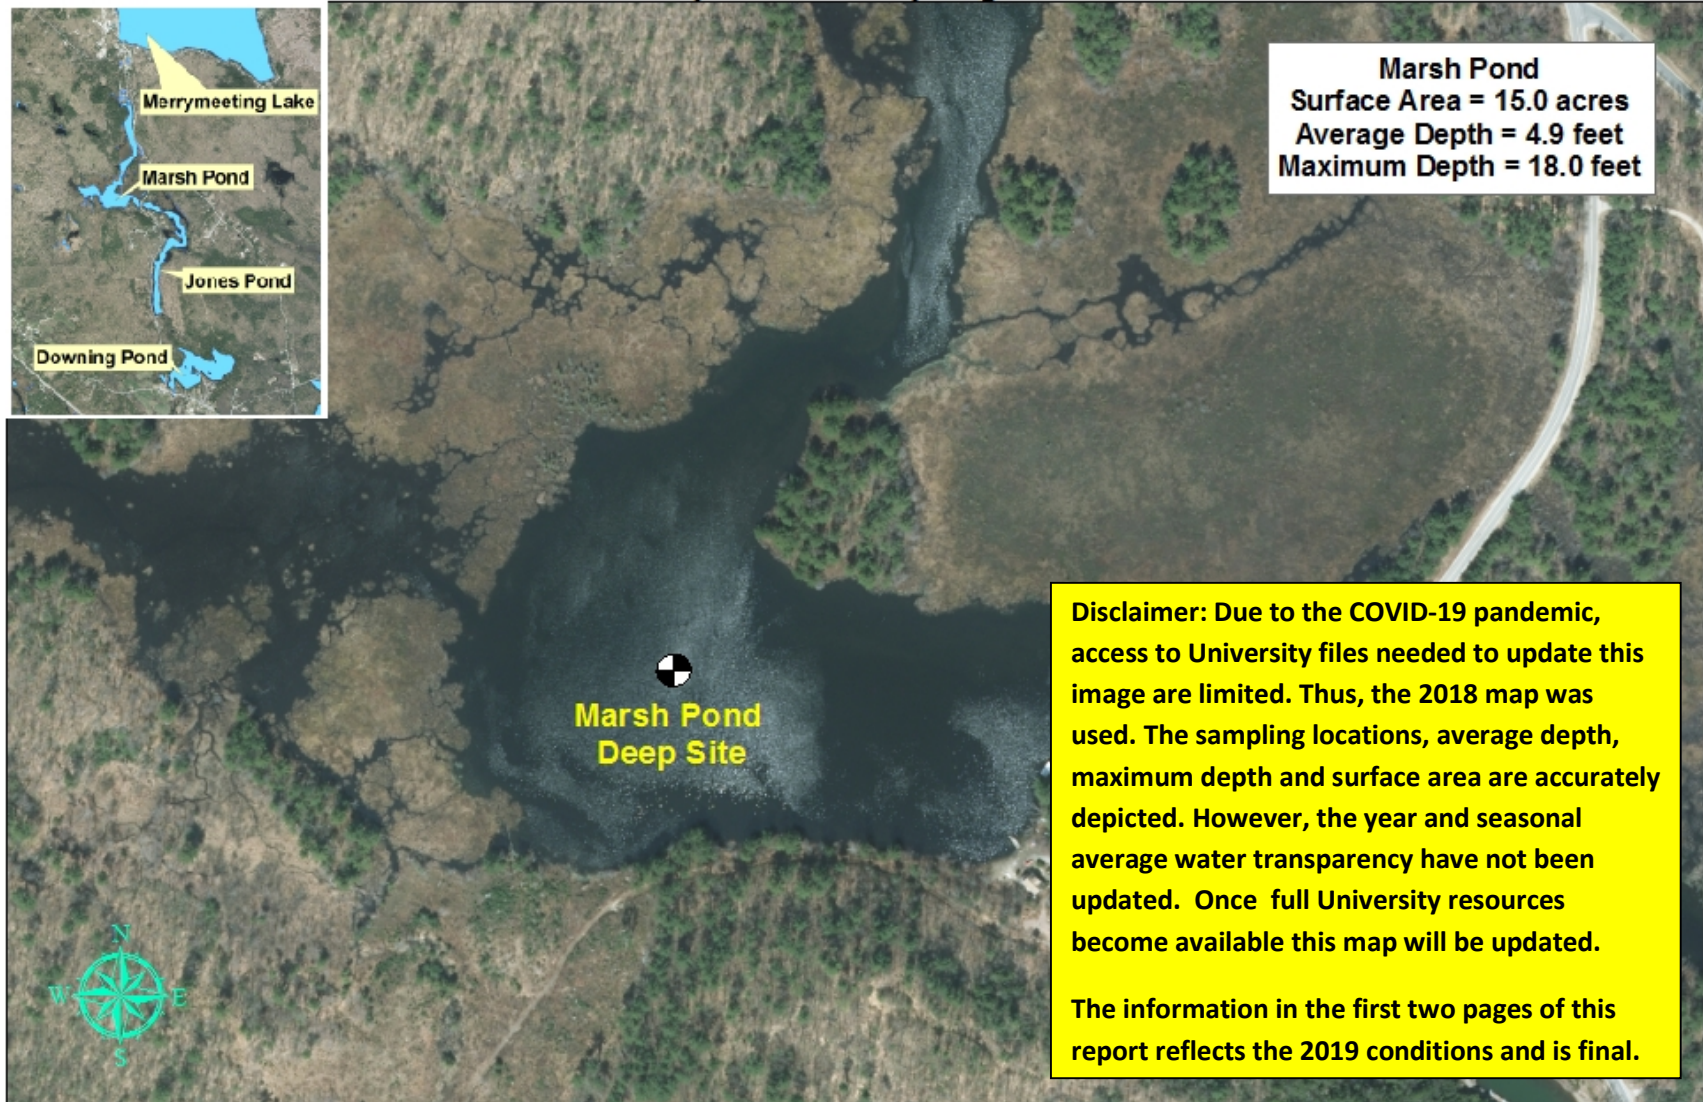 Merrymeeting Lake
Marsh Pond
Jones Pond
Downing Pond
Marsh Pond
Surface Area = 15.0 acres
Average Depth = 4.9 feet
Maximum Depth = 18.0 feet
Marsh Pond
Deep Site
Disclaimer: Due to the COVID-19 pandemic,
access to University files needed to update this
image are limited. Thus, the 2018 map was
used. The sampling locations, average depth,
maximum depth and surface area are accurately
depicted. However, the year and seasonal
average water transparency have not been
updated.  Once  full University resources
become available this map will be updated.
The information in the first two pages of this
report reflects the 2019 conditions and is final.
N
W E
S